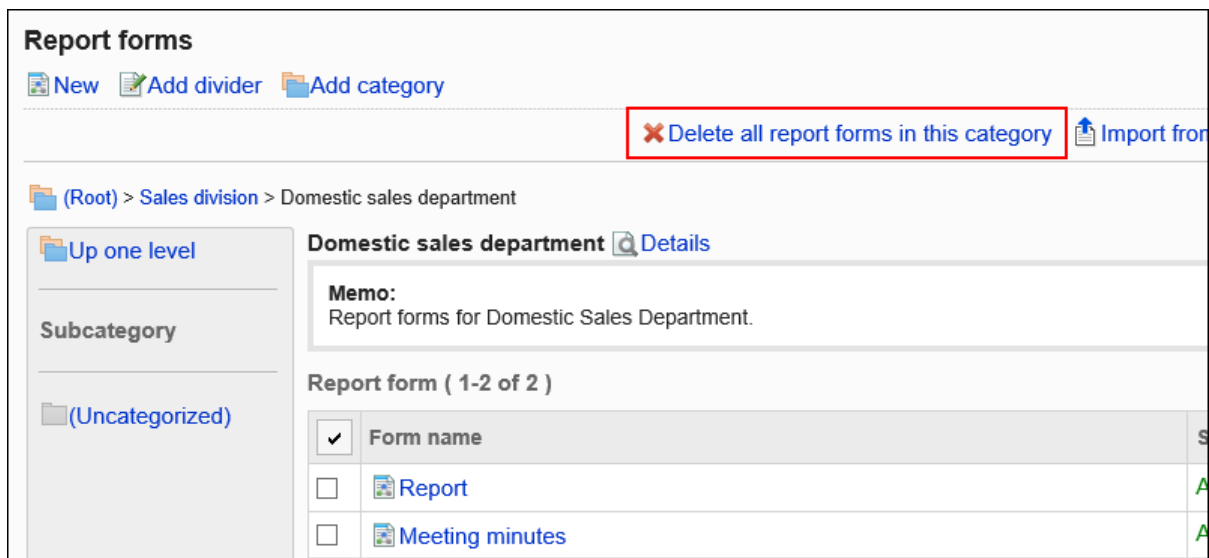 Report forms
New Add divider Add category
Delete all report forms in this category Import from
(Root) > Sales division > Domestic sales department
Up one level
Domestic sales department Details
Memo:
Report forms for Domestic Sales Department.
Subcategory
Report form ( 1-2 of 2 )
(Uncategorized)
Form name
Report
Meeting minutes